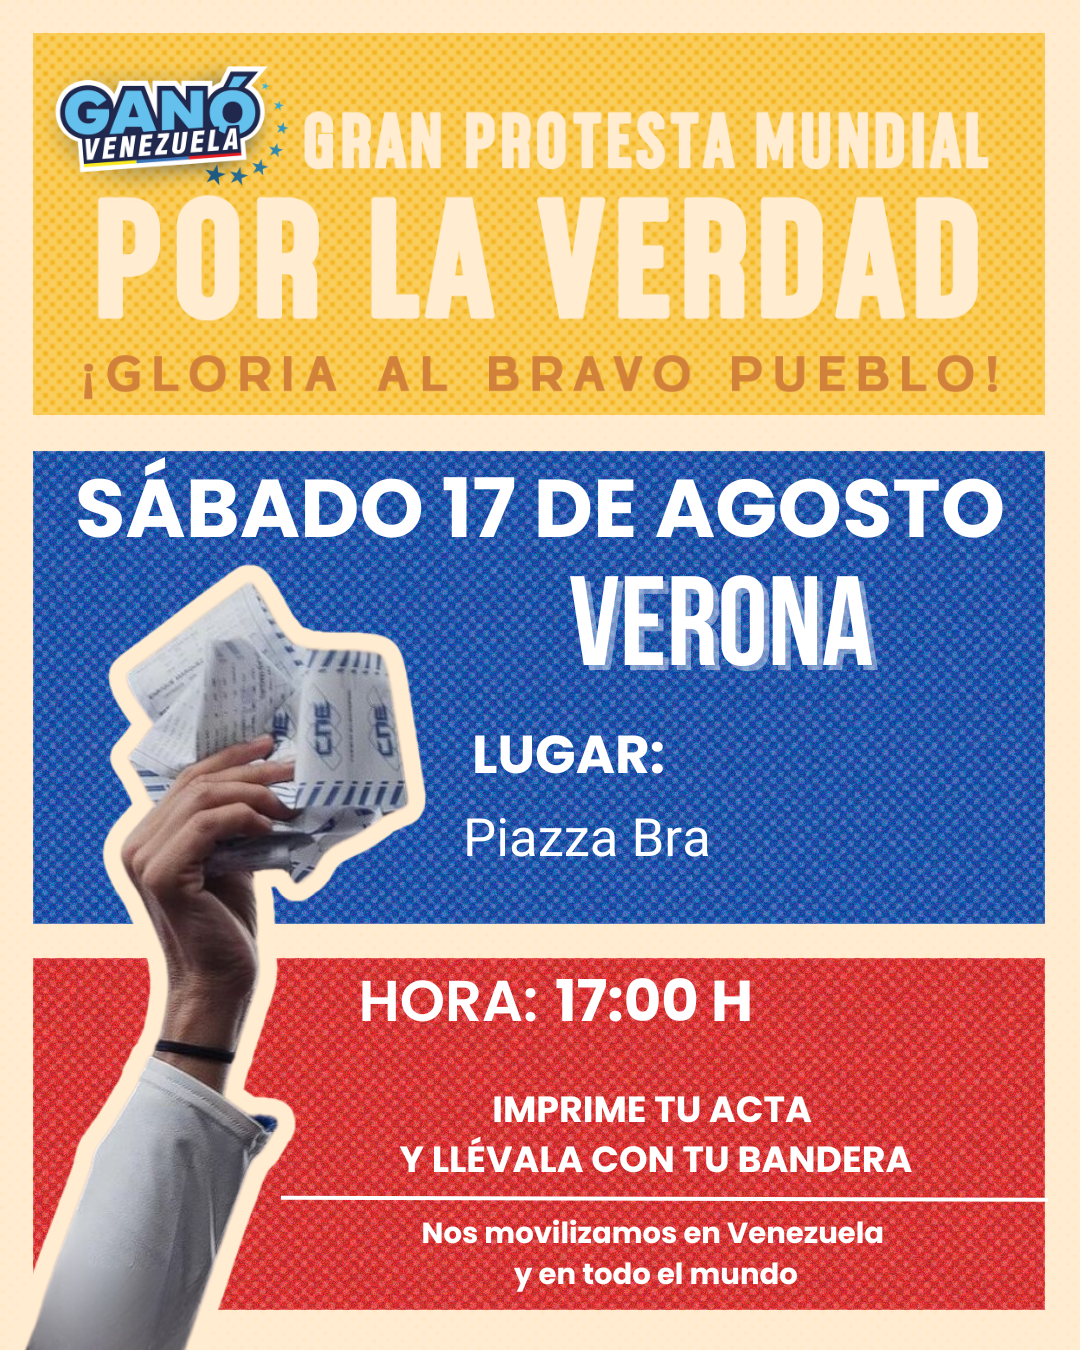 GANÓ
VENEZUELA
GRAN PROTESTA MUNDIAL
POR LA VERDAD
¡GLORIA AL BRAVO PUEBLO!
SÁBADO 17 DE AGOSTO
VERONA
CNE
CNE
LUGAR:
Piazza Bra
HORA: 17:00 H
IMPRIME TU ACTA
Y LLÉVALA CON TU BANDERA
Nos movilizamos en Venezuela
y en todo el mundo